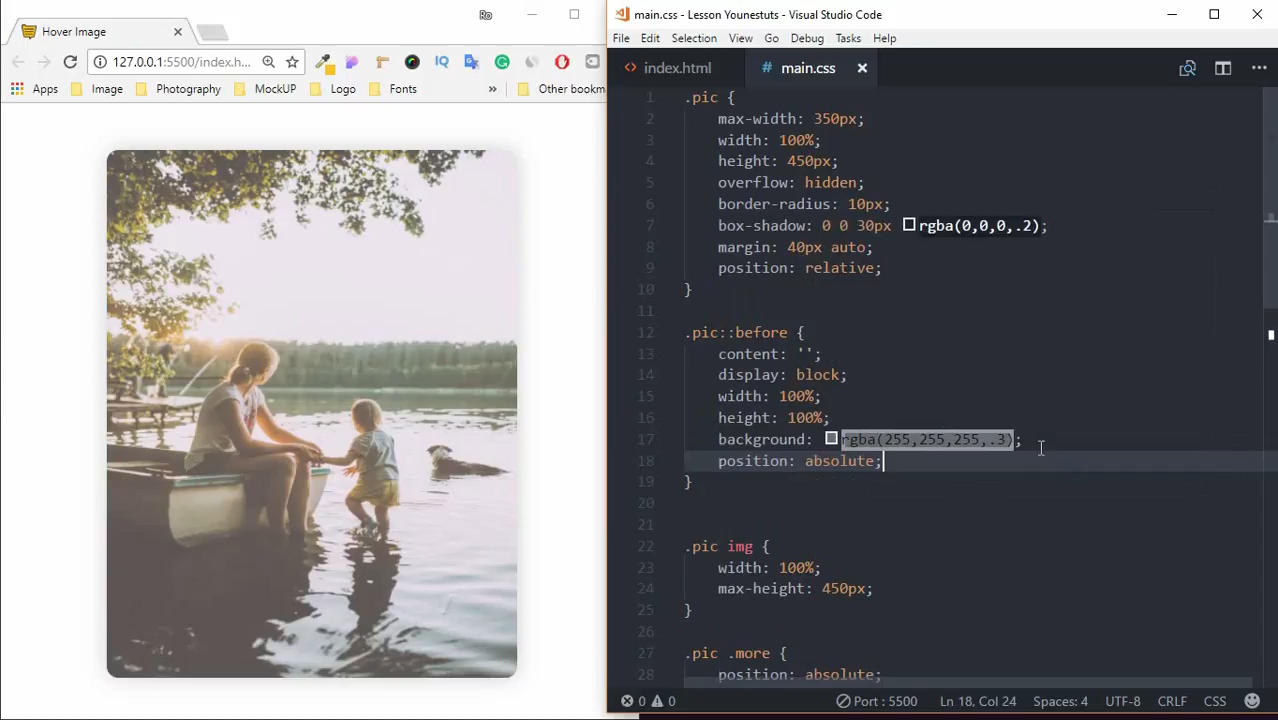 Hover Image
127.0.0.1:5500/index.h...
Apps Image Photography MockUP Logo Fonts » Other bookm
main.css - Lesson Younestuts - Visual Studio Code
File Edit Selection View Go Debug Tasks Help
<> index.html # main.css
1 .pic {
2 max-width: 350px;
3 width: 100%;
4 height: 450px;
5 overflow: hidden;
6 border-radius: 10px;
7 box-shadow: 0 0 30px rgba(0,0,0,.2);
8 margin: 40px auto;
9 position: relative;
10 }
11
12 .pic::before {
13 content: '';
14 display: block;
15 width: 100%;
16 height: 100%;
17 background: rgba(255,255,255,.3);
18 position: absolute;
19 }
20
21
22 .pic img {
23 width: 100%;
24 max-height: 450px;
25 }
26
27 .pic .more {
28 position: absolute;
0 0 Port : 5500 Ln 18, Col 24 Spaces: 4 UTF-8 CRLF CSS